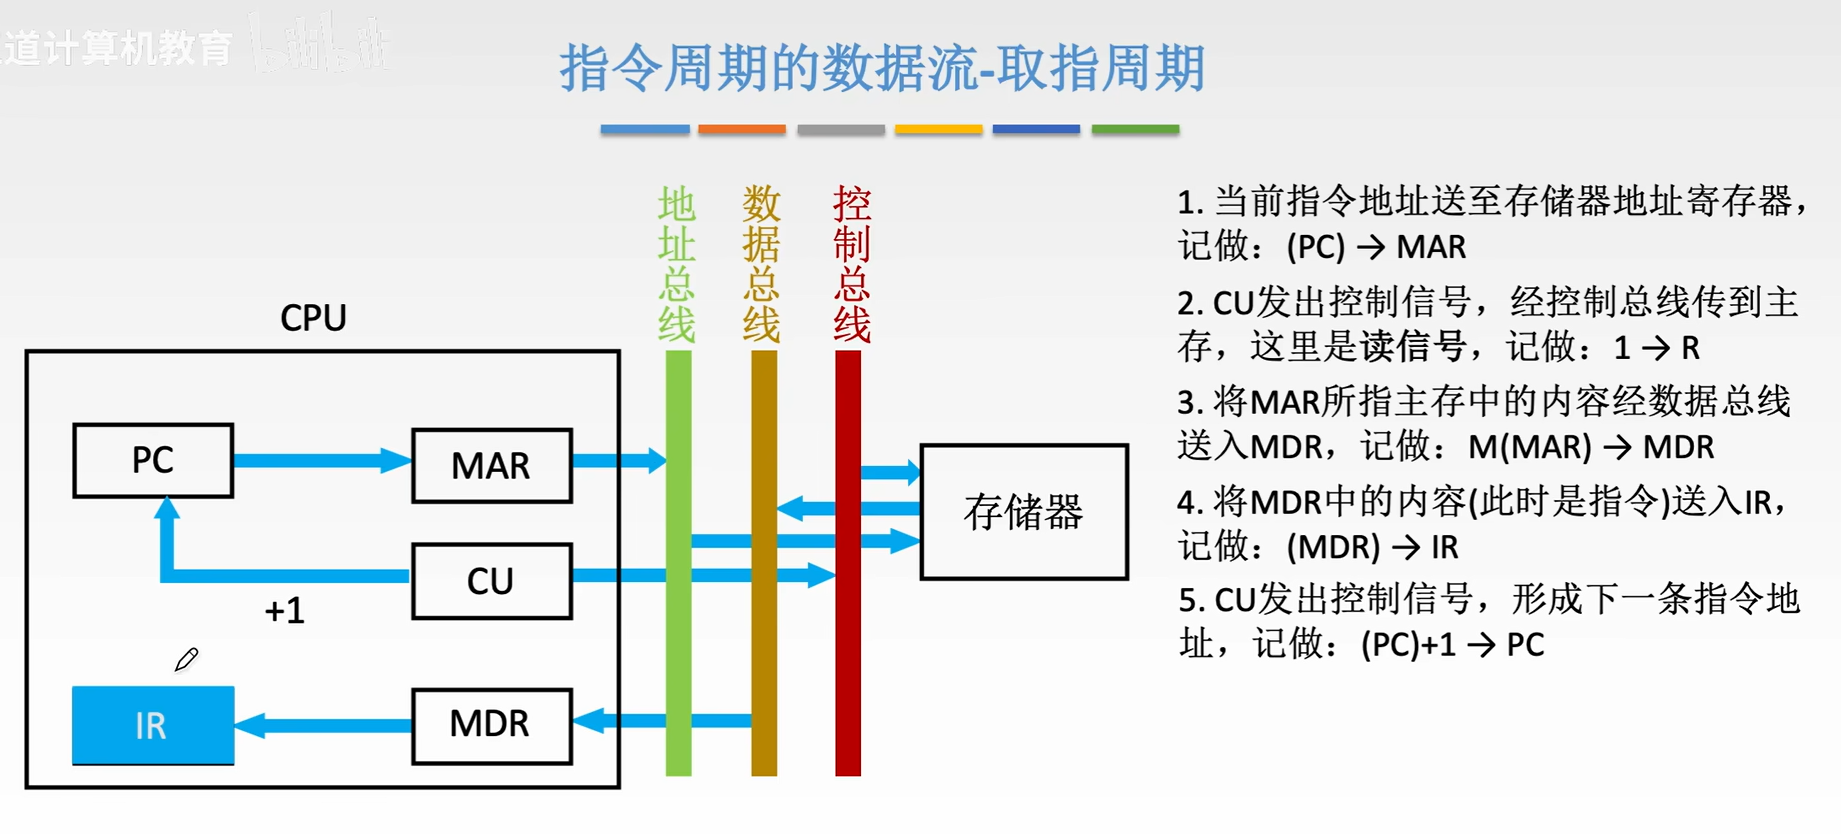 道计算机教育 bilibili
指令周期的数据流-取指周期
地址总线
数据总线
控制总线
CPU
PC
MAR
CU
+1
IR
MDR
存储器
1. 当前指令地址送至存储器地址寄存器，
记做：(PC) → MAR
2. CU发出控制信号，经控制总线传到主
存，这里是读信号，记做：1 → R
3. 将MAR所指主存中的内容经数据总线
送入MDR，记做：M(MAR) → MDR
4. 将MDR中的内容(此时是指令)送入IR，
记做：(MDR) → IR
5. CU发出控制信号，形成下一条指令地
址，记做：(PC)+1 → PC